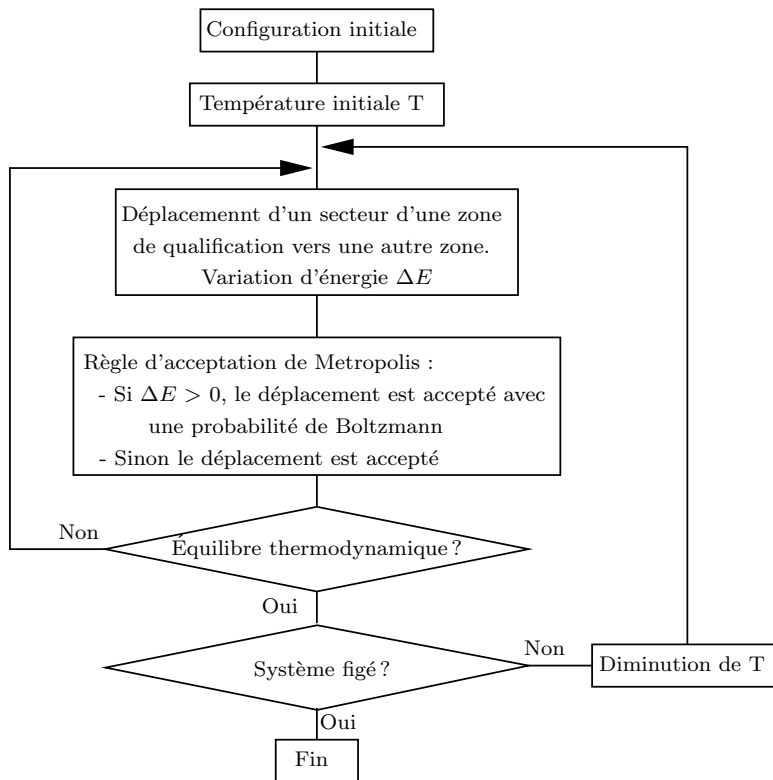 Configuration initiale
Température initiale T
Déplacemennt d'un secteur d'une zone
de qualification vers une autre zone.
Variation d'énergie ΔE
Règle d'acceptation de Metropolis :
- Si ΔE > 0, le déplacement est accepté avec
une probabilité de Boltzmann
- Sinon le déplacement est accepté
Non
Équilibre thermodynamique ?
Oui
Système figé ?
Non
Diminution de T
Oui
Fin